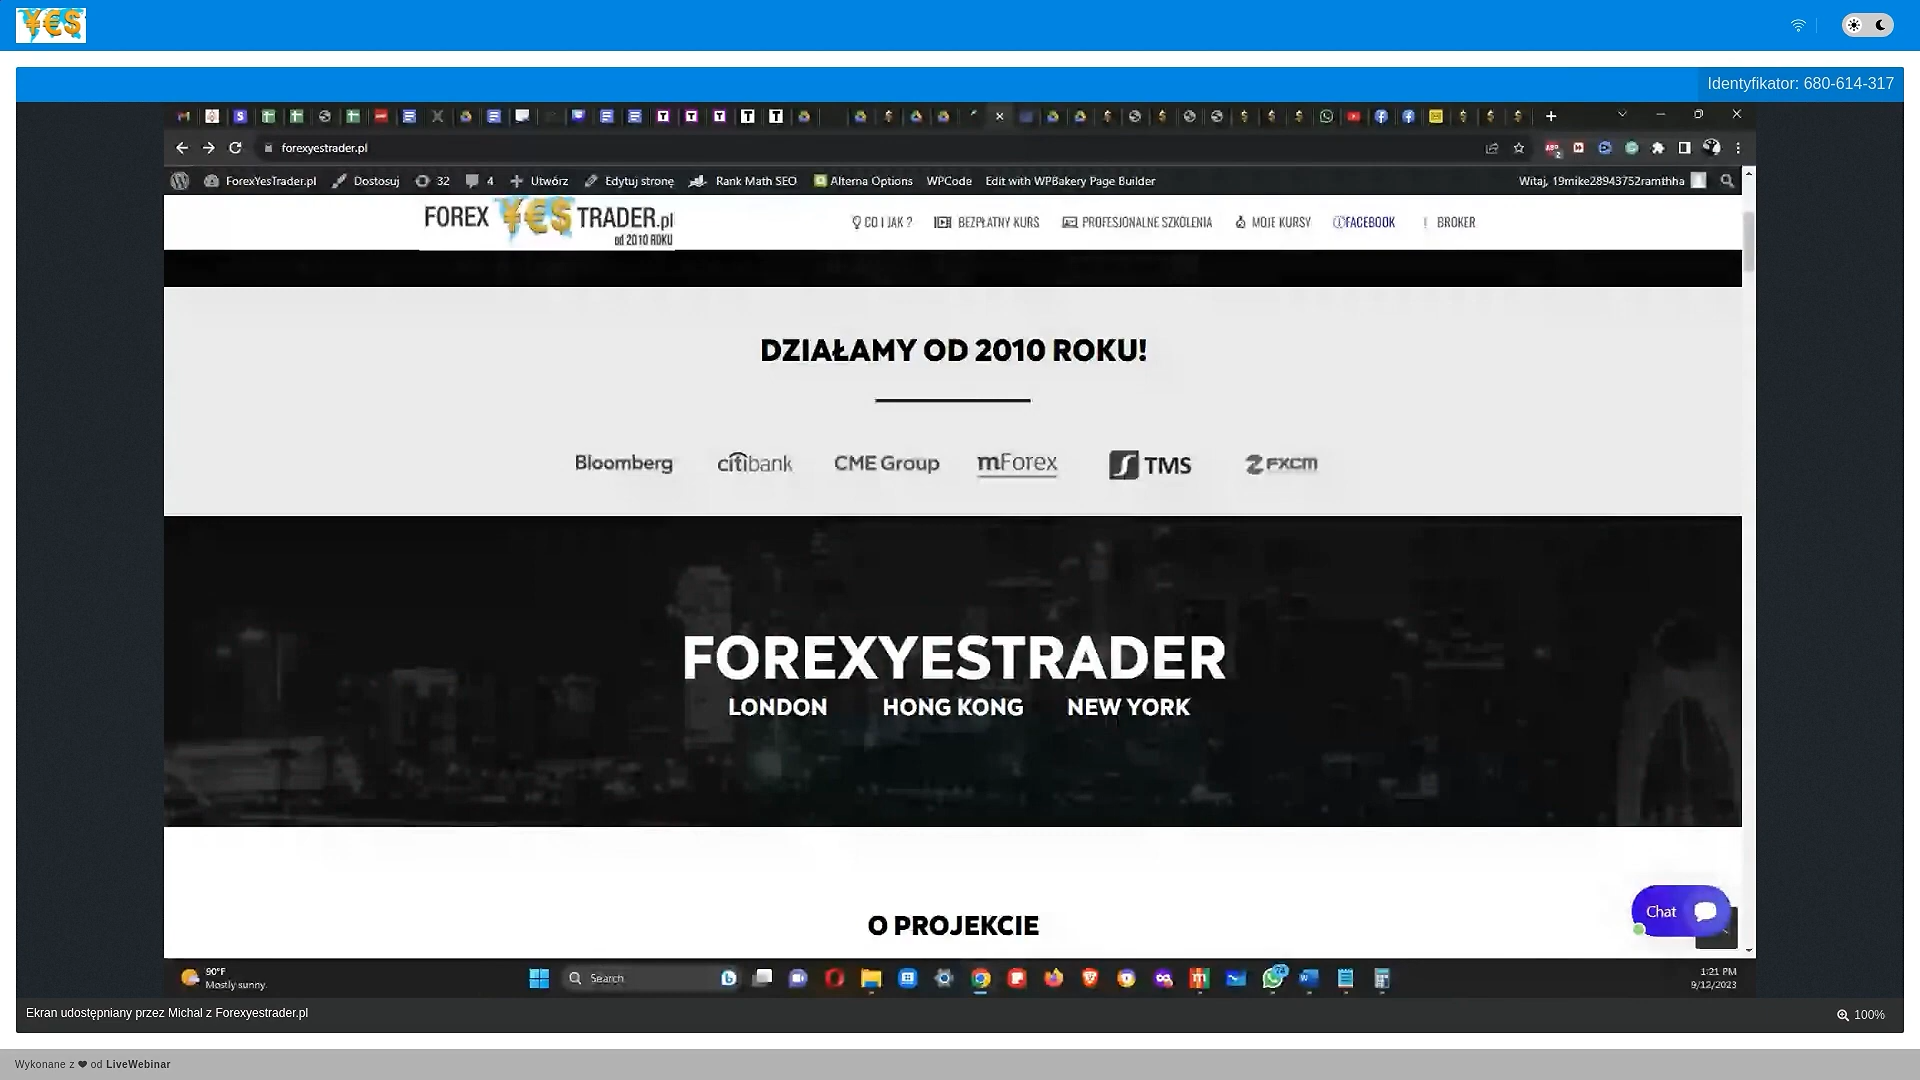 ¥€$
Identyfikator: 680-614-317
forexyestrader.pl
ForexYesTrader.pl Dostosuj 32 4 Utwórz Edytuj stronę Rank Math SEO Alterna Options WPCode Edit with WPBakery Page Builder Witaj, 19mike28943752ramthha
FOREX ¥€$ TRADER.pl
od 2010 ROKU
CO I JAK ? BEZPŁATNY KURS PROFESJONALNE SZKOLENIA MOJE KURSY FACEBOOK BROKER
DZIAŁAMY OD 2010 ROKU!
Bloomberg citibank CME Group mForex TMS FXCM
FOREXYESTRADER
LONDON HONG KONG NEW YORK
O PROJEKCIE
Chat
90°F
Mostly sunny
Search
1:21 PM
9/12/2023
Ekran udostępniany przez Michal z Forexyestrader.pl
100%
Wykonane z ❤ od LiveWebinar